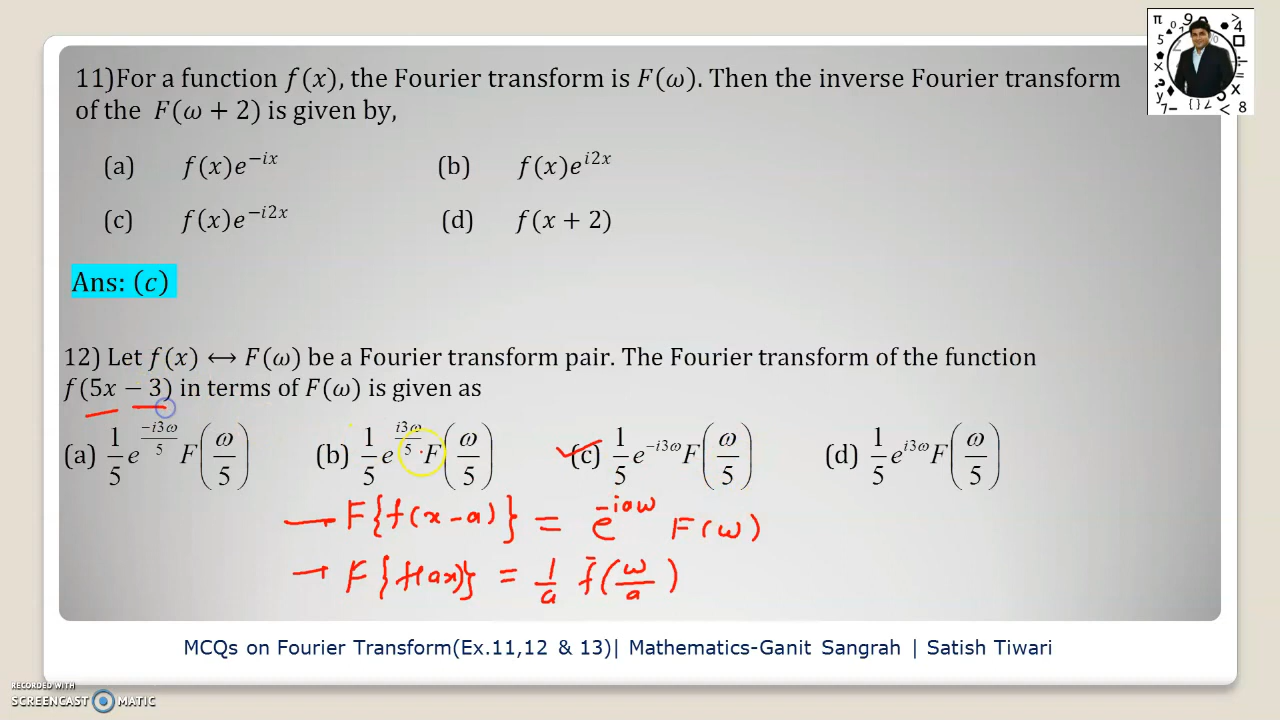 11)For a function f(x), the Fourier transform is F(ω). Then the inverse Fourier transform
of the F(ω + 2) is given by,
(a) f(x)e^{−ix} (b) f(x)e^{i2x}
(c) f(x)e^{−i2x} (d) f(x + 2)
Ans: (c)
12) Let f(x) ⟷ F(ω) be a Fourier transform pair. The Fourier transform of the function
f(5x − 3) in terms of F(ω) is given as
(a) 1/5 e^{−i3ω/5} F(ω/5) (b) 1/5 e^{i3ω/5} F(ω/5) (c) 1/5 e^{−i3ω} F(ω/5) (d) 1/5 e^{i3ω} F(ω/5)
→ F{f(x−a)} = e^{−iaω} F(ω)
→ F{f(ax)} = 1/a F(ω/a)
MCQs on Fourier Transform(Ex.11,12 & 13)| Mathematics-Ganit Sangrah | Satish Tiwari
RECORDED WITH
SCREENCAST MATIC